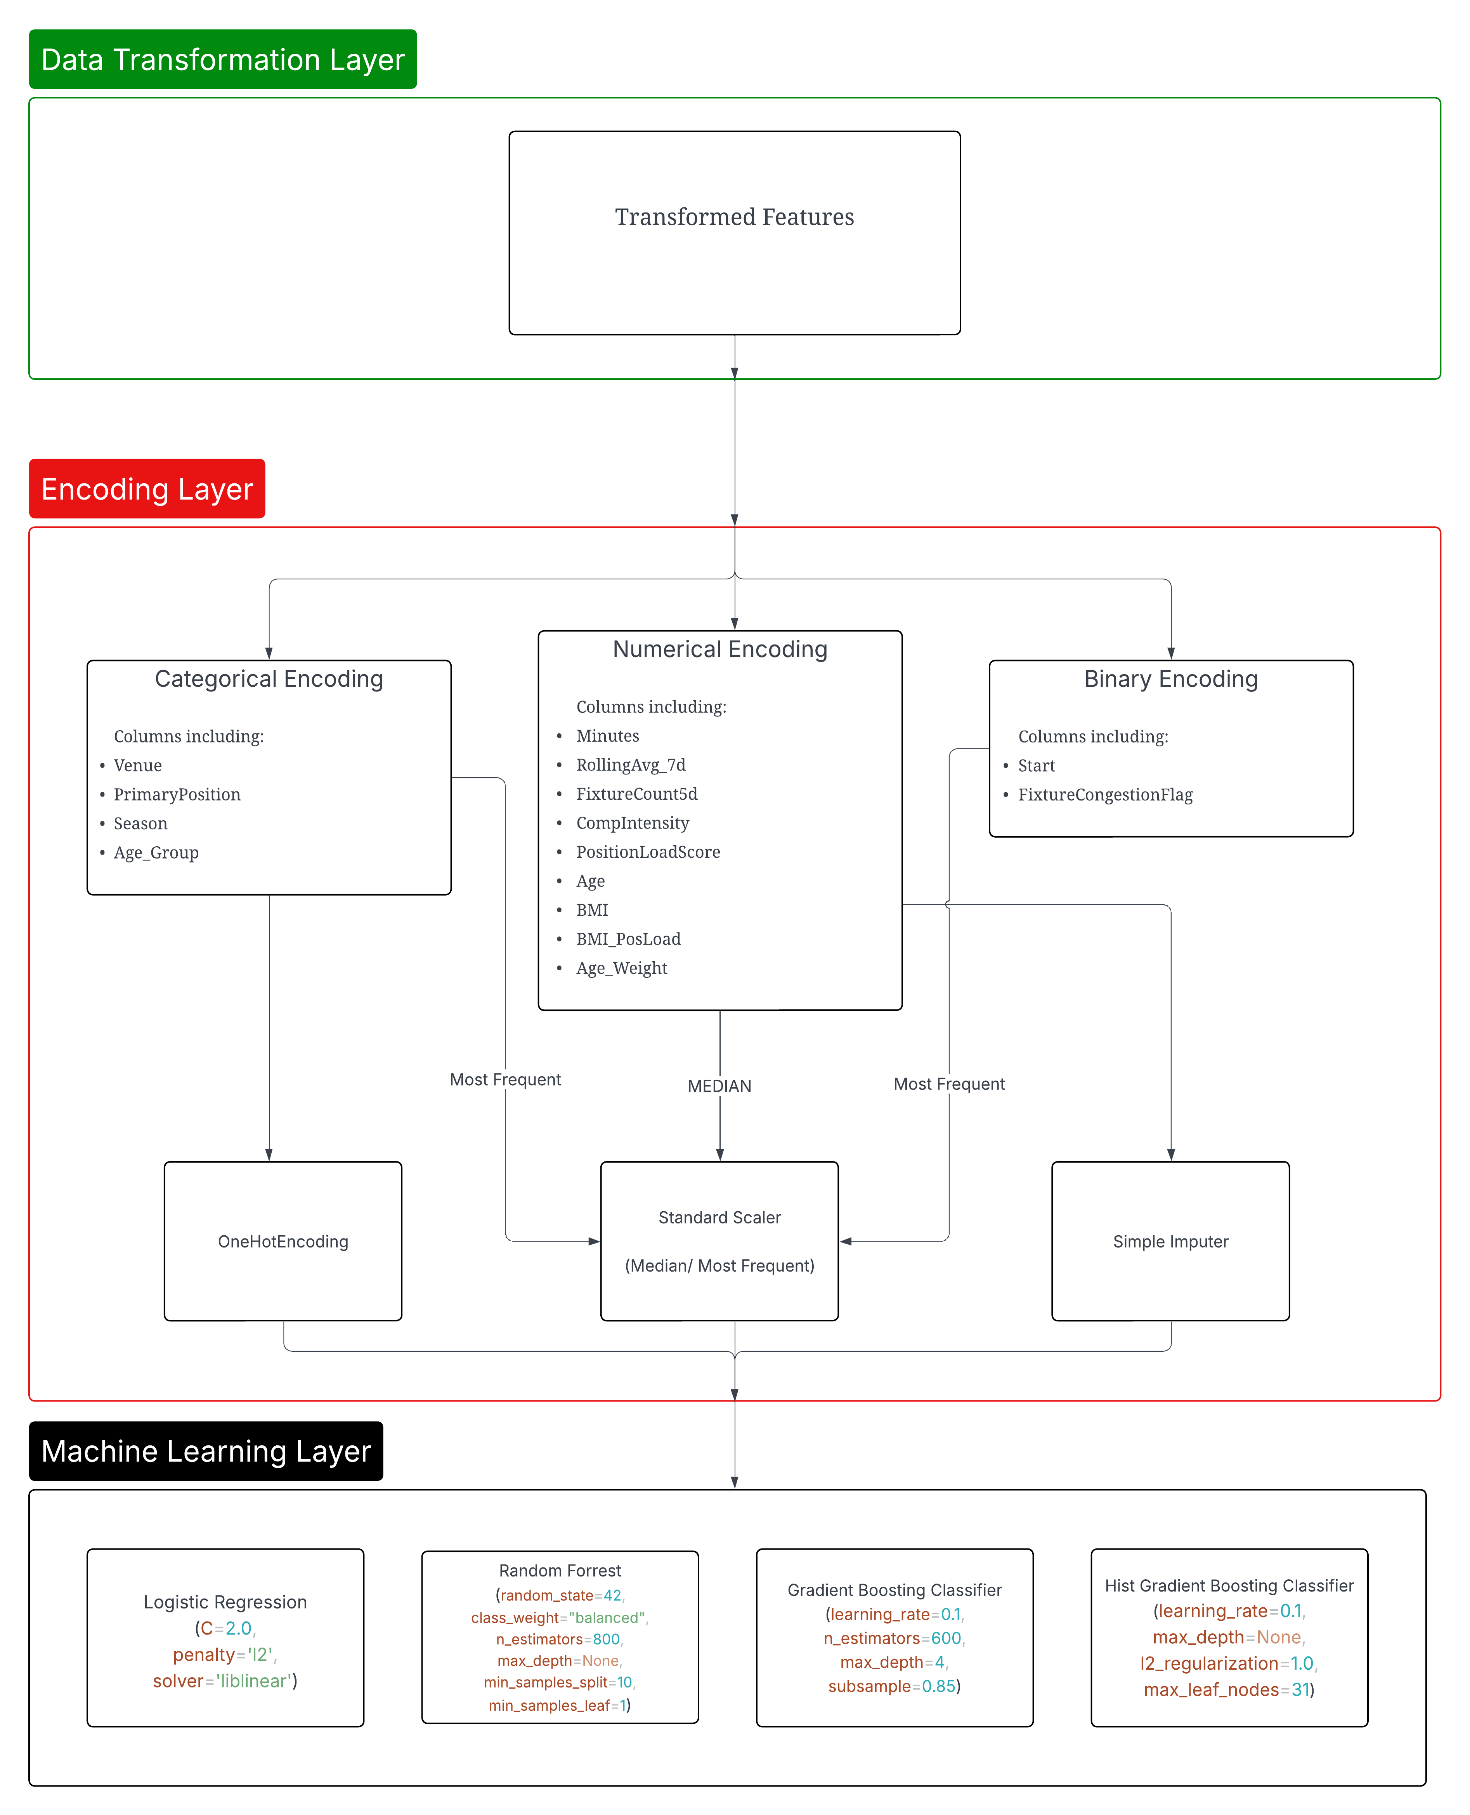 Data Transformation Layer
Transformed Features
Encoding Layer
Categorical Encoding
Columns including:
• Venue
• PrimaryPosition
• Season
• Age_Group
Numerical Encoding
Columns including:
• Minutes
• RollingAvg_7d
• FixtureCount5d
• CompIntensity
• PositionLoadScore
• Age
• BMI
• BMI_PosLoad
• Age_Weight
Binary Encoding
Columns including:
• Start
• FixtureCongestionFlag
Most Frequent
MEDIAN
Most Frequent
OneHotEncoding
Standard Scaler
(Median/ Most Frequent)
Simple Imputer
Machine Learning Layer
Logistic Regression
(C=2.0,
penalty='l2',
solver='liblinear')
Random Forrest
(random_state=42,
class_weight="balanced",
n_estimators=800,
max_depth=None,
min_samples_split=10,
min_samples_leaf=1)
Gradient Boosting Classifier
(learning_rate=0.1,
n_estimators=600,
max_depth=4,
subsample=0.85)
Hist Gradient Boosting Classifier
(learning_rate=0.1,
max_depth=None,
l2_regularization=1.0,
max_leaf_nodes=31)